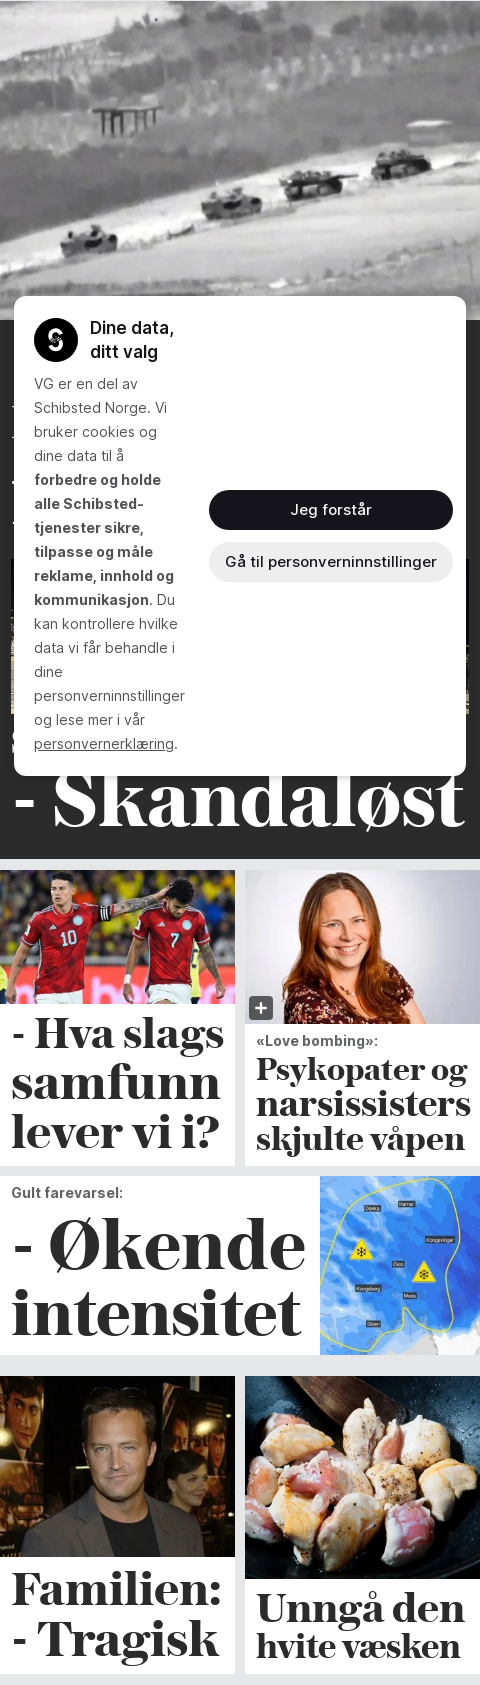 Dine data,
ditt valg
VG er en del av
Schibsted Norge. Vi
bruker cookies og
dine data til å
forbedre og holde
alle Schibsted-
tjenester sikre,
tilpasse og måle
reklame, innhold og
kommunikasjon. Du
kan kontrollere hvilke
data vi får behandle i
dine
personverninnstillinger
og lese mer i vår
personvernerklæring.
Jeg forstår
Gå til personverninnstillinger
- Skandaløst
10
7
- Hva slags
samfunn
lever vi i?
«Love bombing»:
Psykopater og
narsissisters
skjulte våpen
Gult farevarsel:
- Økende
intensitet
Dokka
Hamar
Kongsvinger
Oslo
Kongsberg
Moss
Skien
Familien:
- Tragisk
Unngå den
hvite væsken